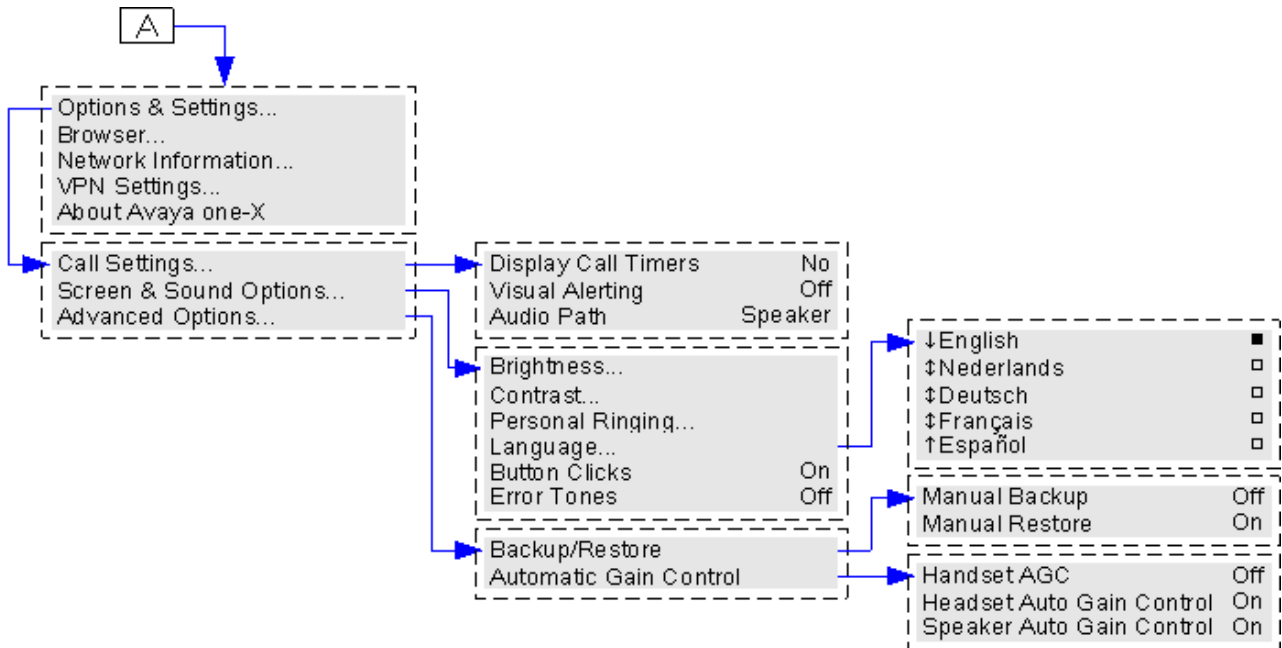 A
Options & Settings...
Browser...
Network Information...
VPN Settings...
About Avaya one-X
Call Settings...
Screen & Sound Options...
Advanced Options...
Display Call Timers No
Visual Alerting Off
Audio Path Speaker
Brightness...
Contrast...
Personal Ringing...
Language...
Button Clicks On
Error Tones Off
Backup/Restore
Automatic Gain Control
↓English ■
↕Nederlands □
↕Deutsch □
↕Français □
↑Español □
Manual Backup Off
Manual Restore On
Handset AGC Off
Headset Auto Gain Control On
Speaker Auto Gain Control On